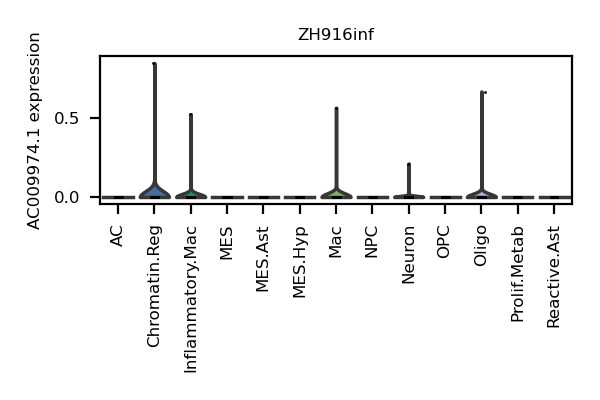 ZH916inf
AC009974.1 expression
0.5
0.0
AC
Chromatin.Reg
Inflammatory.Mac
MES
MES.Ast
MES.Hyp
Mac
NPC
Neuron
OPC
Oligo
Prolif.Metab
Reactive.Ast